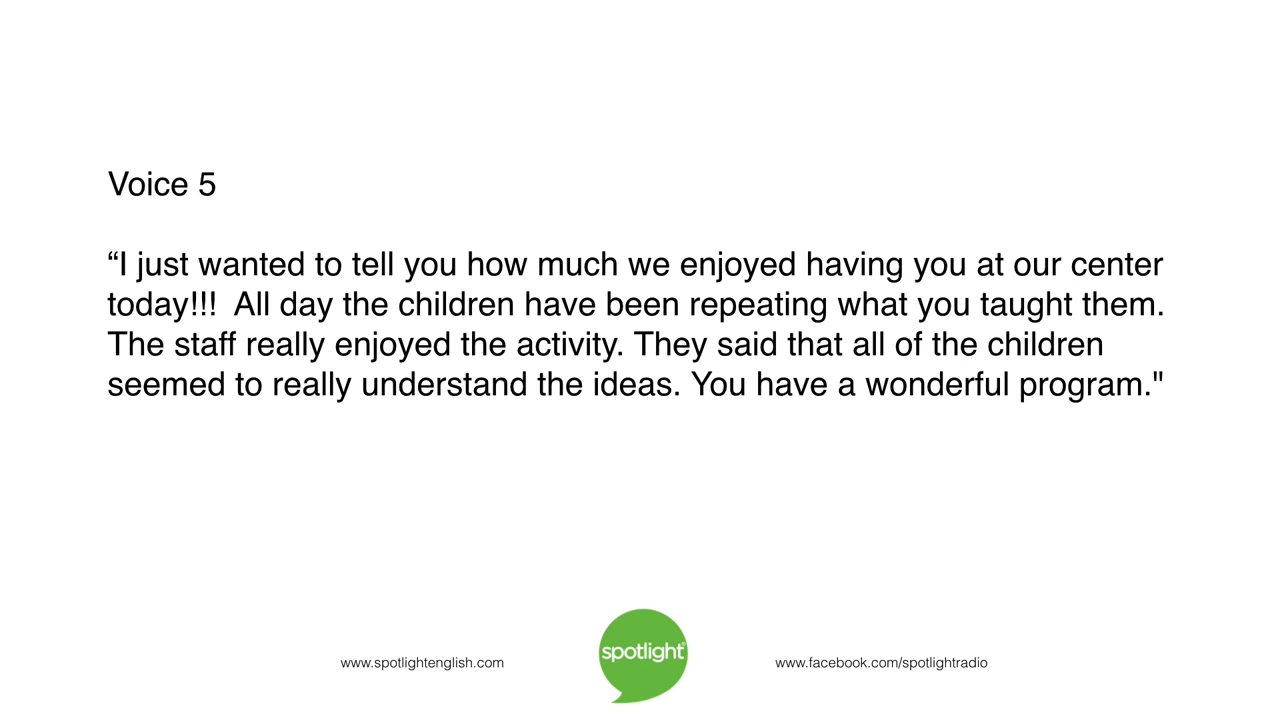 Voice 5
“I just wanted to tell you how much we enjoyed having you at our center
today!!!  All day the children have been repeating what you taught them.
The staff really enjoyed the activity. They said that all of the children
seemed to really understand the ideas. You have a wonderful program."
www.spotlightenglish.com
spotlight®
www.facebook.com/spotlightradio